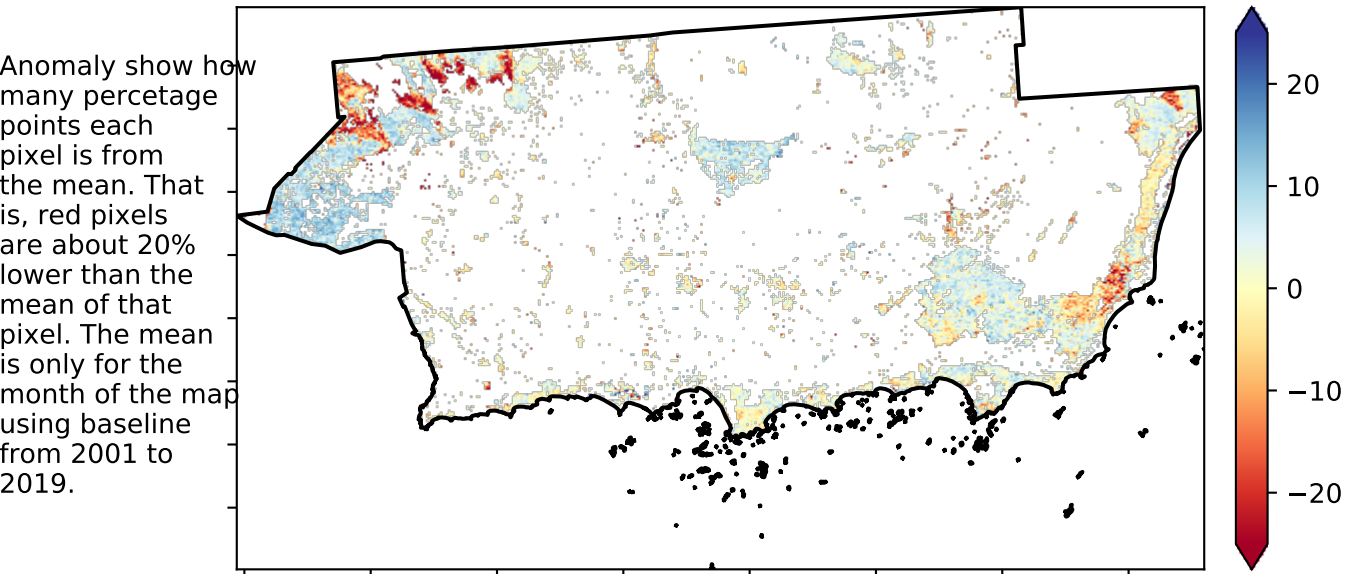 Anomaly show how
many percetage
points each
pixel is from
the mean. That
is, red pixels
are about 20%
lower than the
mean of that
pixel. The mean
is only for the
month of the map
using baseline
from 2001 to
2019.
20
10
0
−10
−20